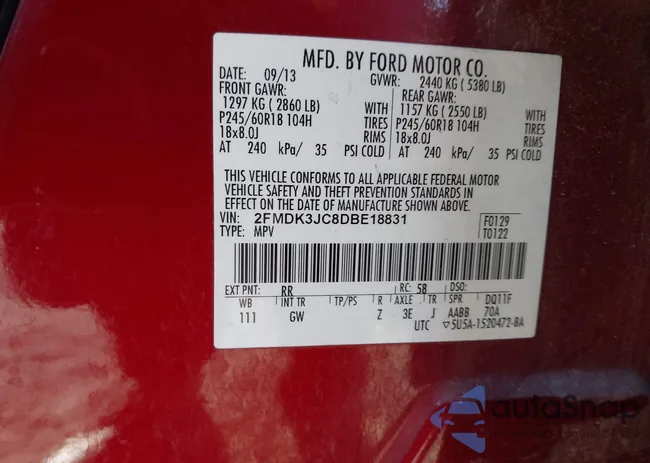 MFD. BY FORD MOTOR CO.
DATE: 09/13 GVWR: 2440 KG ( 5380 LB)
FRONT GAWR: REAR GAWR:
1297 KG ( 2860 LB) WITH 1157 KG ( 2550 LB) WITH
P245/60R18 104H TIRES P245/60R18 104H TIRES
18x8.0J RIMS 18x8.0J RIMS
AT 240 kPa/ 35 PSI COLD AT 240 kPa/ 35 PSI COLD
THIS VEHICLE CONFORMS TO ALL APPLICABLE FEDERAL MOTOR
VEHICLE SAFETY AND THEFT PREVENTION STANDARDS IN
EFFECT ON THE DATE OF MANUFACTURE SHOWN ABOVE.
VIN: 2FMDK3JC8DBE18831 F0129
TYPE: MPV T0122
EXT PNT: RR RC: 58 DSO:
WB INT TR TP/PS R AXLE TR SPR DQ11F
111 GW Z 3E J AABB 70A
UTC ▽5U5A-1520472-BA
autoSnap